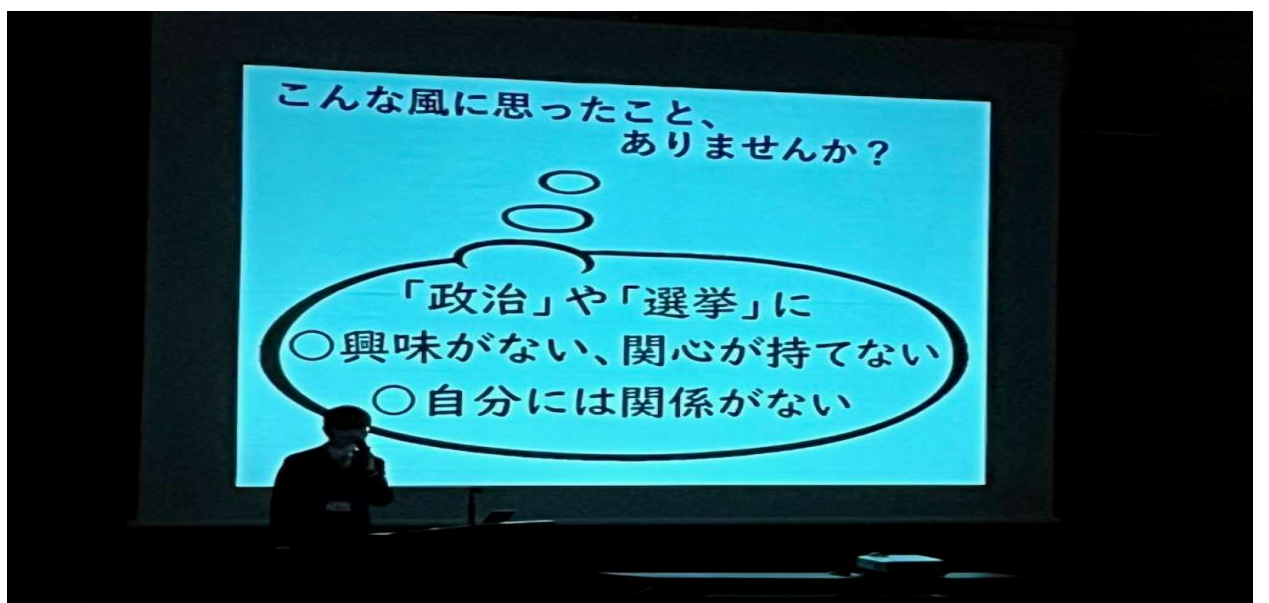 こんな風に思ったこと、
ありませんか？
「政治」や「選挙」に
○興味がない、関心が持てない
○自分には関係がない